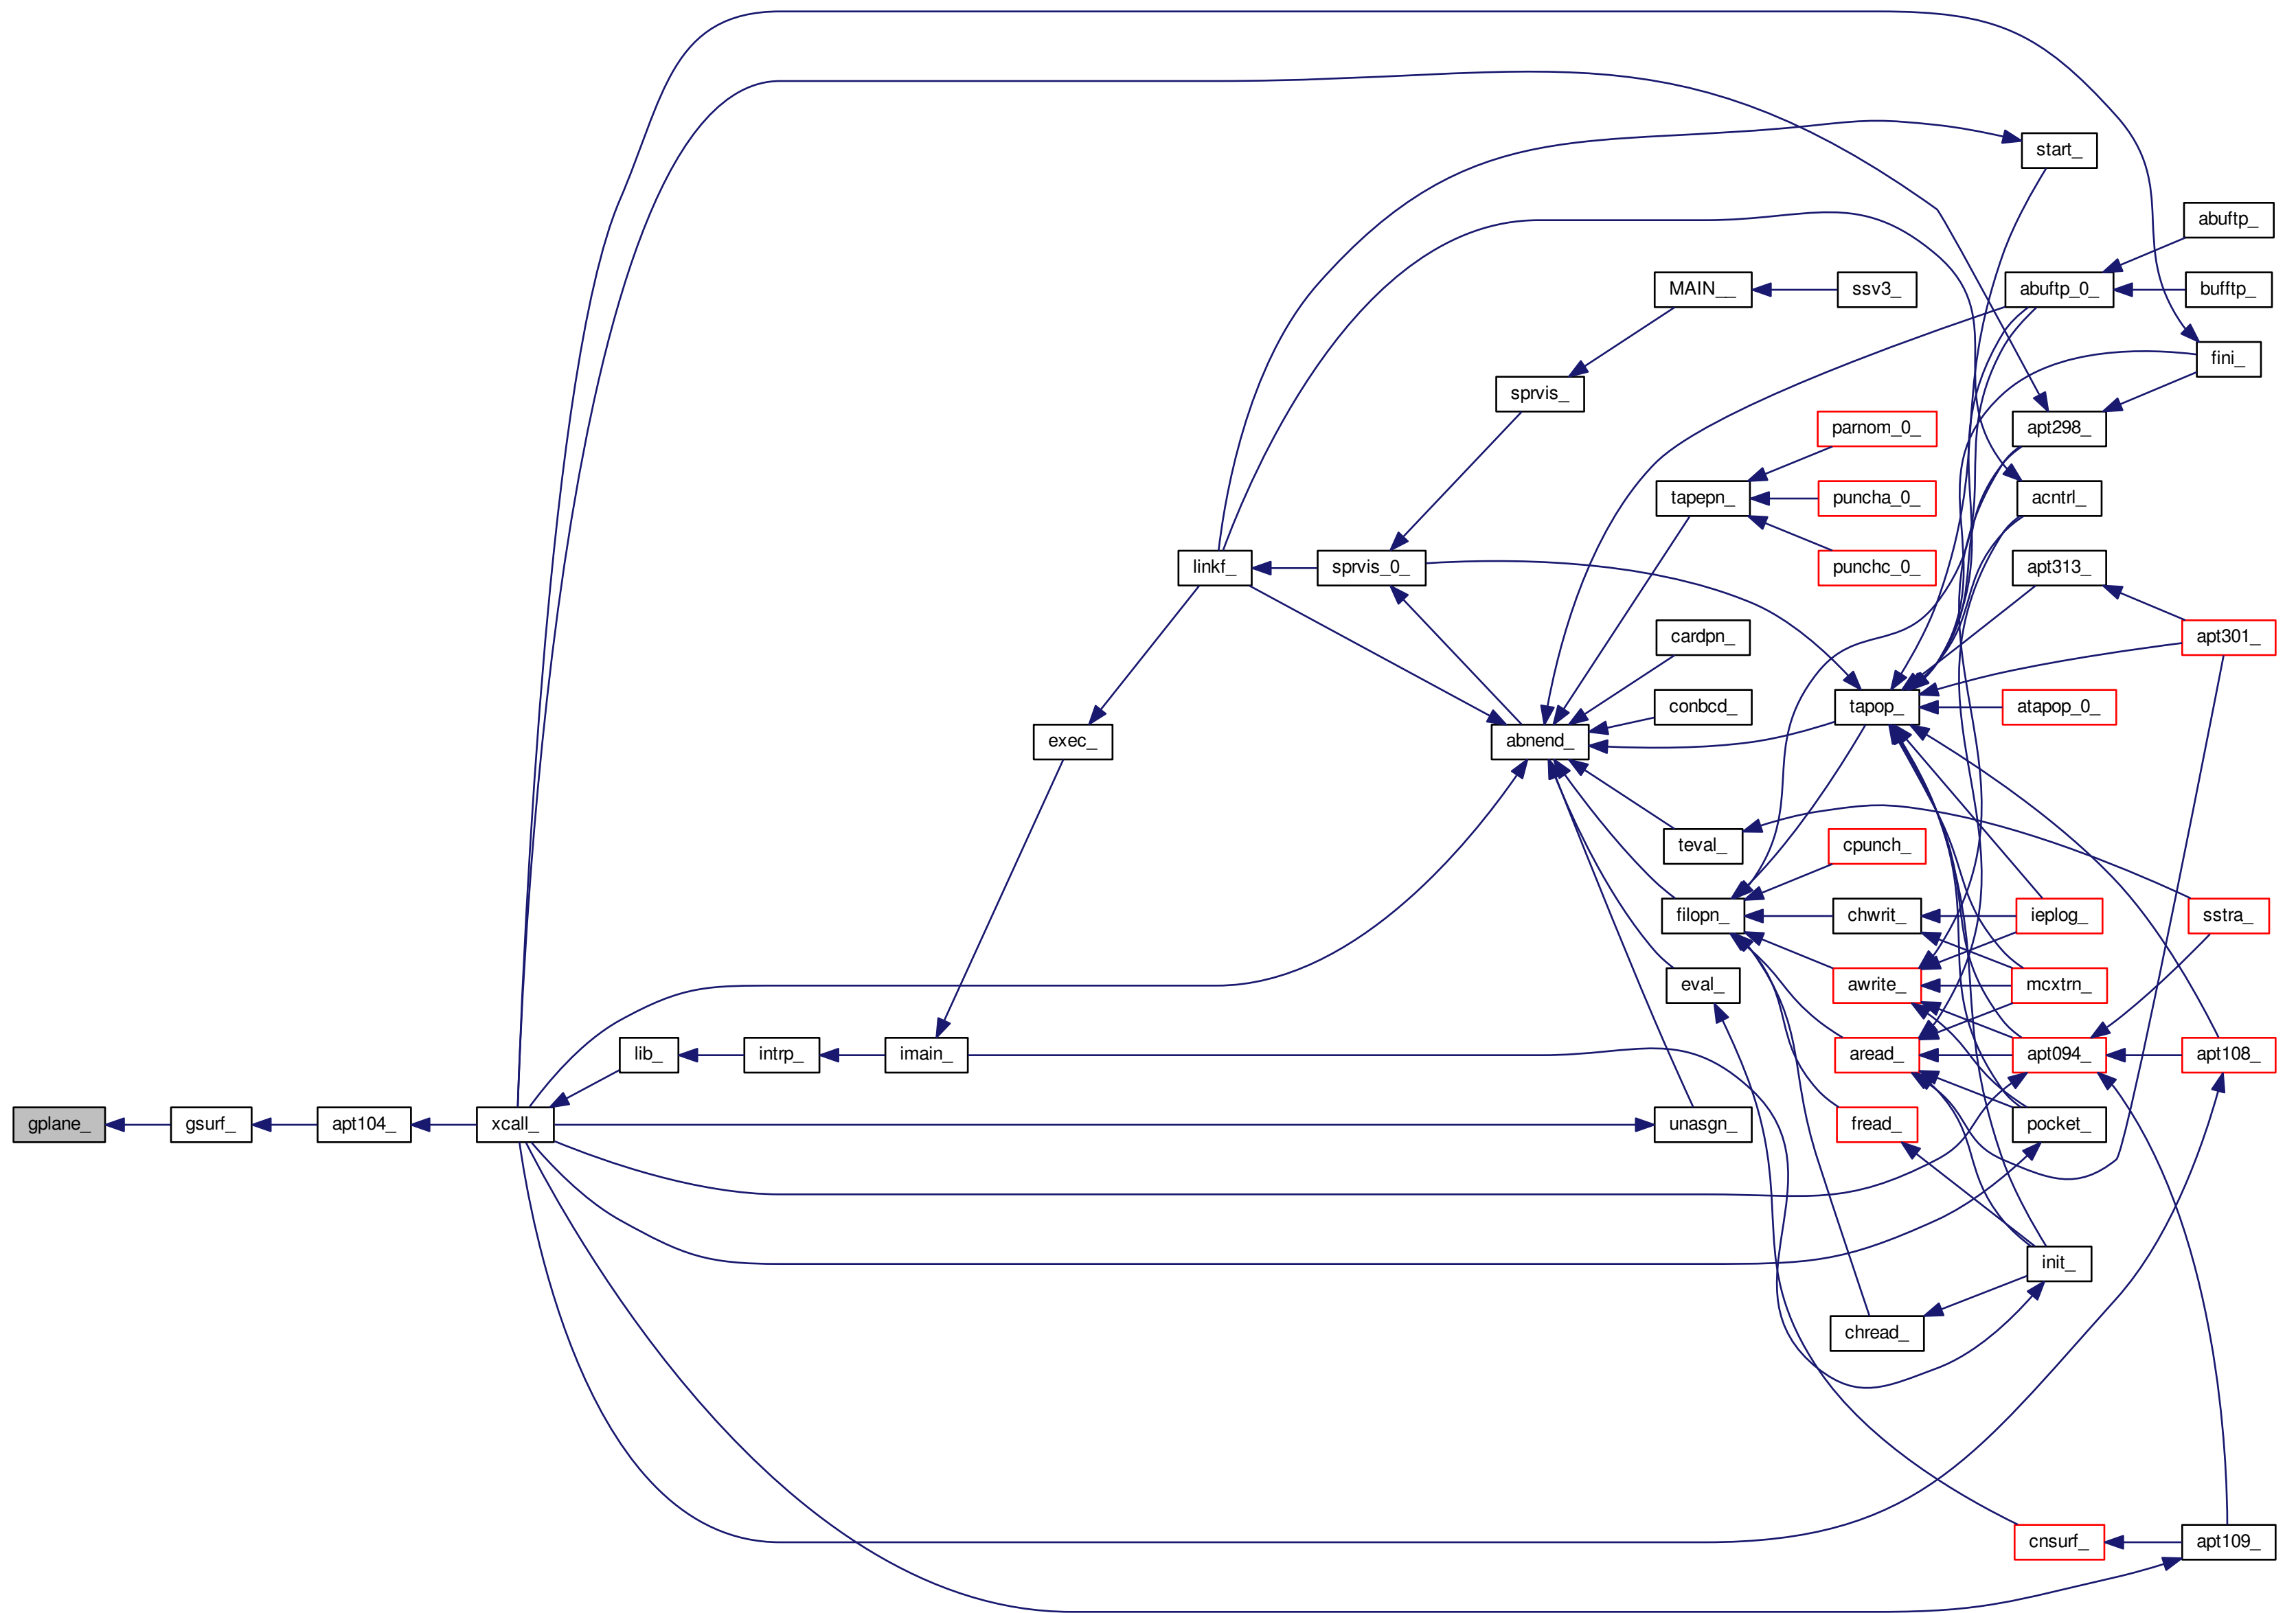 start_
abuftp_
MAIN__
ssv3_
abuftp_0_
bufftp_
fini_
sprvis_
parnom_0_
apt298_
tapepn_
puncha_0_
acntrl_
linkf_
sprvis_0_
punchc_0_
apt313_
cardpn_
apt301_
conbcd_
tapop_
atapop_0_
exec_
abnend_
teval_
cpunch_
filopn_
chwrit_
ieplog_
sstra_
eval_
awrite_
mcxtrn_
lib_
intrp_
imain_
aread_
apt094_
apt108_
gplane_
gsurf_
apt104_
xcall_
unasgn_
fread_
pocket_
init_
chread_
cnsurf_
apt109_